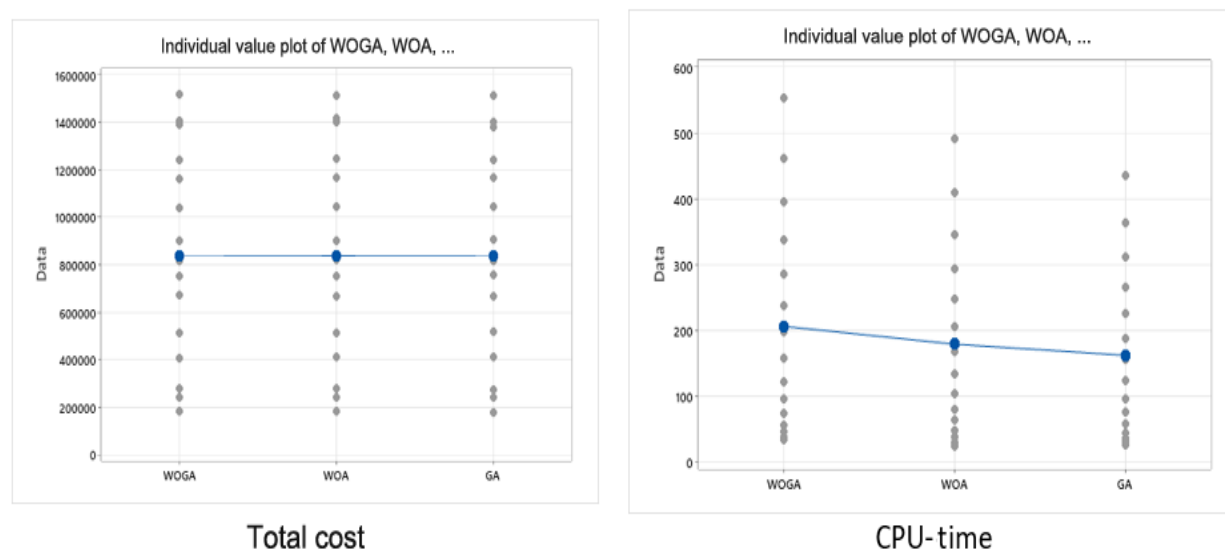 Individual value plot of WOGA, WOA, ...
1600000
1400000
1200000
1000000
800000
600000
400000
200000
0
Data
WOGA WOA GA
Total cost
Individual value plot of WOGA, WOA, ...
600
500
400
300
200
100
0
Data
WOGA WOA GA
CPU-time